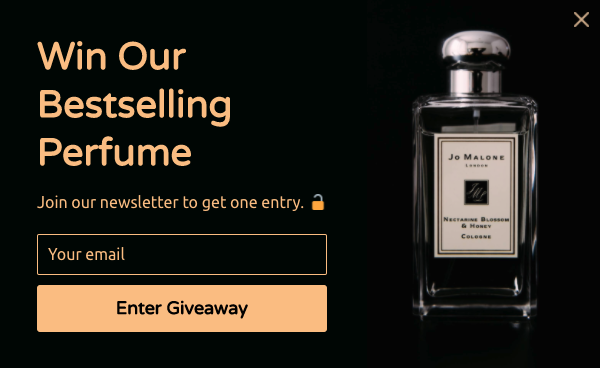 Win Our
Bestselling
Perfume
Join our newsletter to get one entry.
Your email
Enter Giveaway
Jo Malone
London
Nectarine Blossom
& Honey
Cologne